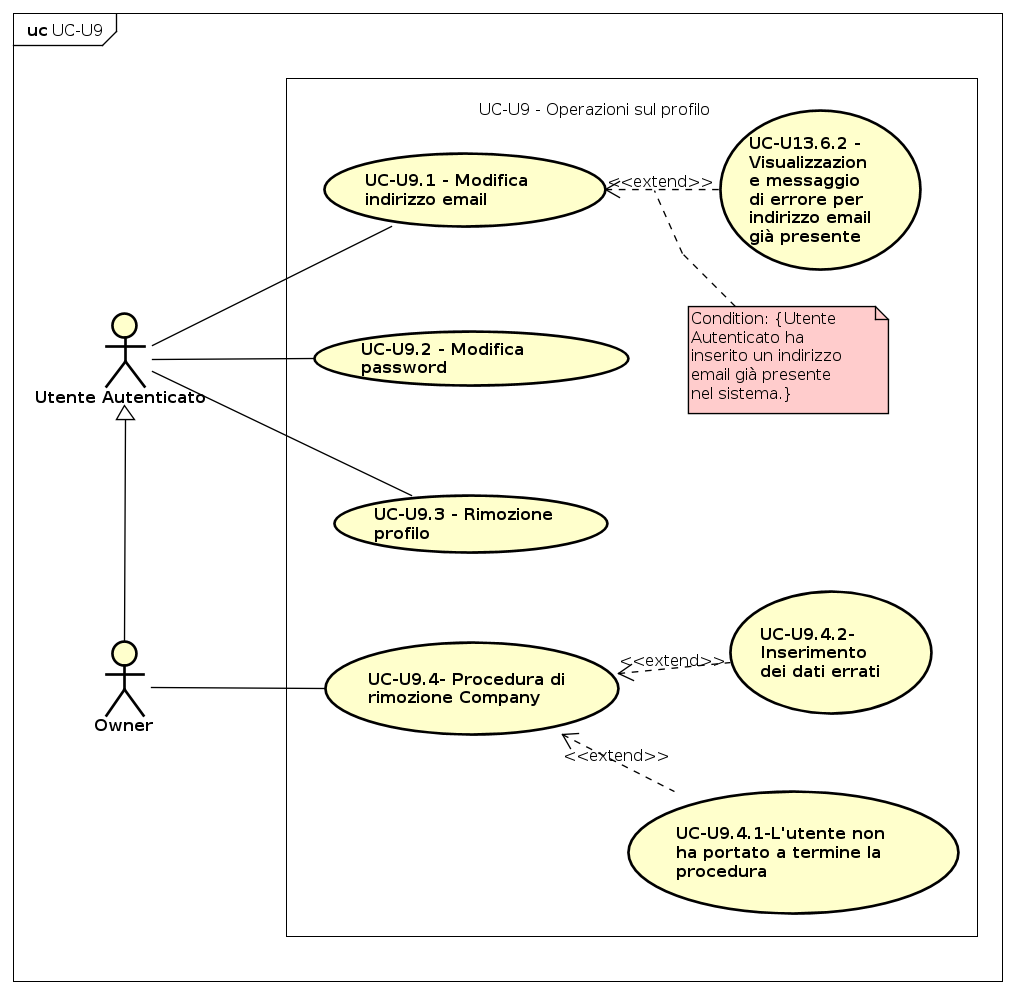 uc UC-U9
UC-U9 - Operazioni sul profilo
UC-U9.1 - Modifica
indirizzo email
<<extend>>
UC-U13.6.2 -
Visualizzazion
e messaggio
di errore per
indirizzo email
già presente
Condition: {Utente
Autenticato ha
inserito un indirizzo
email già presente
nel sistema.}
UC-U9.2 - Modifica
password
Utente Autenticato
UC-U9.3 - Rimozione
profilo
UC-U9.4- Procedura di
rimozione Company
<<extend>>
UC-U9.4.2-
Inserimento
dei dati errati
Owner
<<extend>>
UC-U9.4.1-L'utente non
ha portato a termine la
procedura